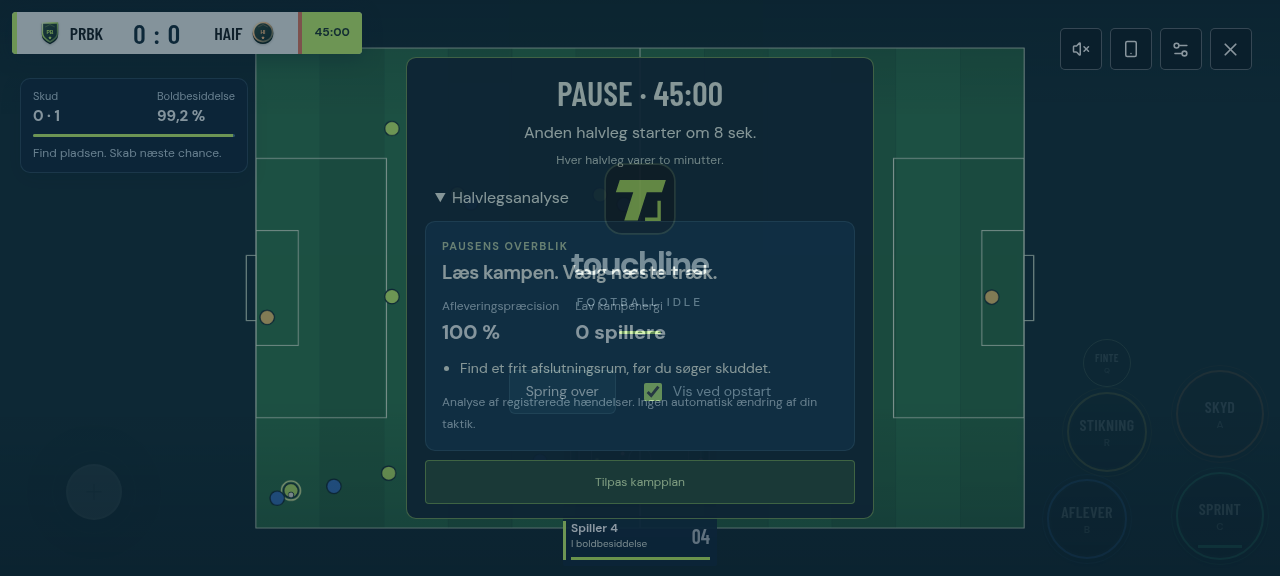 PRBK 0 : 0 HAIF 45:00
Skud Boldbesiddelse
0 · 1 99,2 %
Find pladsen. Skab næste chance.
PAUSE · 45:00
Anden halvleg starter om 8 sek.
Hver halvleg varer to minutter.
▼ Halvlegsanalyse
PAUSENS OVERBLIK
touchline
Læs kampen. Vælg næste træk.
FOOTBALL IDLE
Afleveringspræcision Lav kampenergi
100 % 0 spillere
• Find et frit afslutningsrum, før du søger skuddet.
Spring over Vis ved opstart
Analyse af registrerede hændelser. Ingen automatisk ændring af din
taktik.
Tilpas kampplan
Spiller 4
I boldbesiddelse
04
FINTE
SKYD
A
STIKNING
R
AFLEVER
B
SPRINT
C